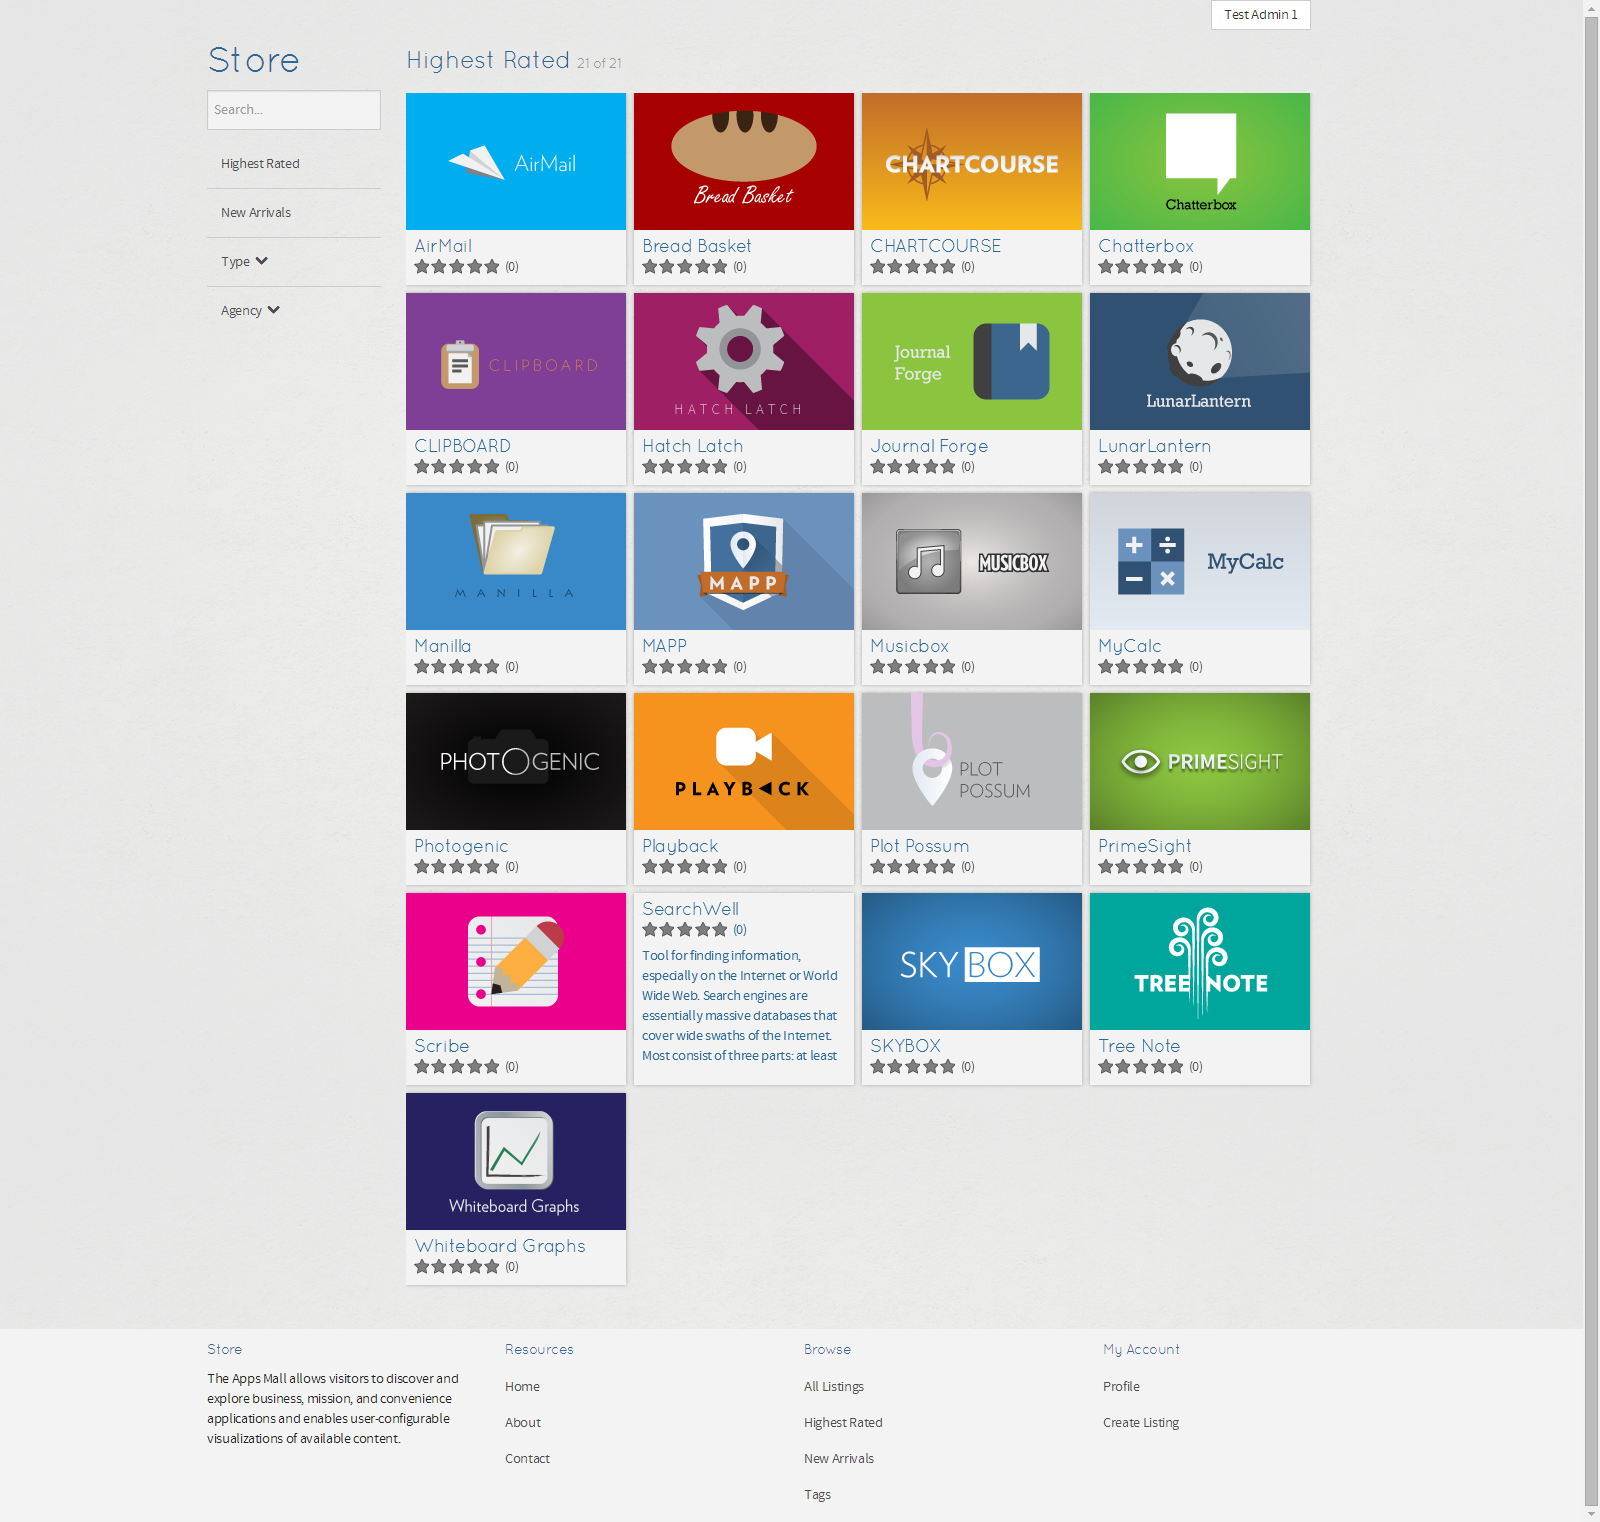 Test Admin 1
Store
Search...
Highest Rated
New Arrivals
Type
Agency
Highest Rated 21 of 21
AirMail
AirMail
(0)
Bread Basket
Bread Basket
(0)
CHARTCOURSE
CHARTCOURSE
(0)
Chatterbox
Chatterbox
(0)
CLIPBOARD
CLIPBOARD
(0)
HATCH LATCH
Hatch Latch
(0)
Journal
Forge
Journal Forge
(0)
LunarLantern
LunarLantern
(0)
MANILLA
Manilla
(0)
MAPP
MAPP
(0)
MUSICBOX
Musicbox
(0)
MyCalc
MyCalc
(0)
PHOTOGENIC
Photogenic
(0)
PLAYBACK
Playback
(0)
PLOT
POSSUM
Plot Possum
(0)
PRIMESIGHT
PrimeSight
(0)
Scribe
(0)
SearchWell
(0)
Tool for finding information,
especially on the Internet or World
Wide Web. Search engines are
essentially massive databases that
cover wide swaths of the Internet.
Most consist of three parts: at least
SKYBOX
SKYBOX
(0)
TREE NOTE
Tree Note
(0)
Whiteboard Graphs
Whiteboard Graphs
(0)
Store
The Apps Mall allows visitors to discover and
explore business, mission, and convenience
applications and enables user-configurable
visualizations of available content.
Resources
Home
About
Contact
Browse
All Listings
Highest Rated
New Arrivals
Tags
My Account
Profile
Create Listing